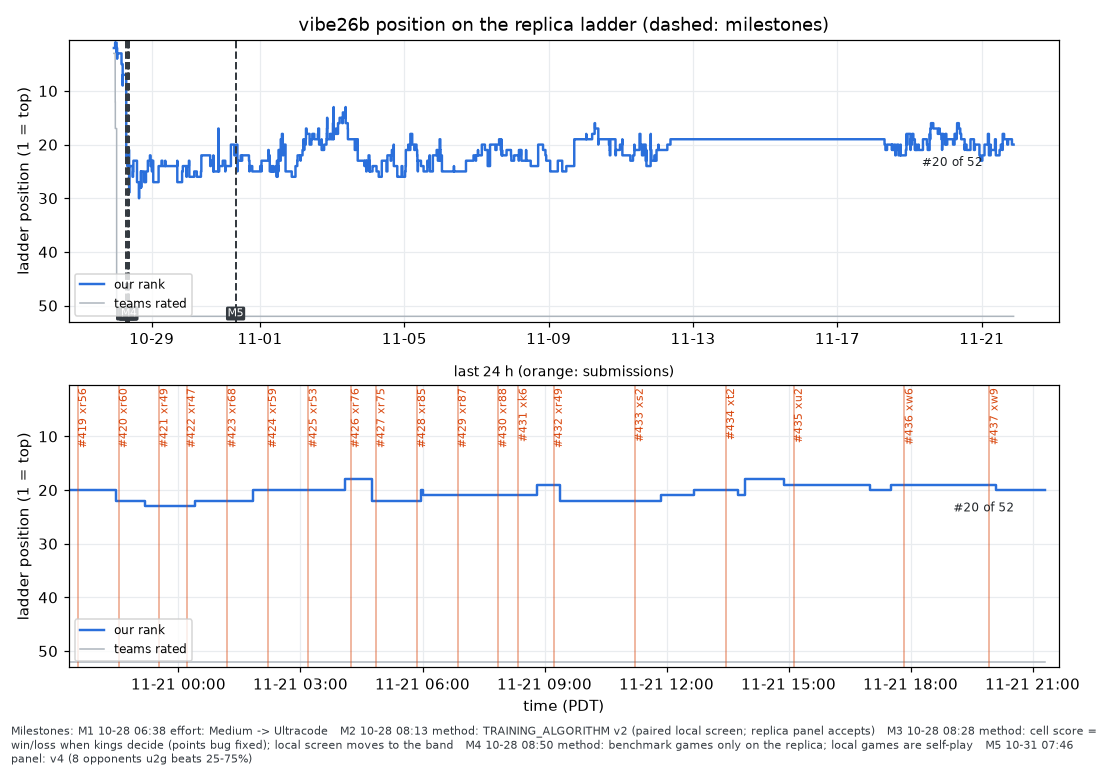 vibe26b position on the replica ladder (dashed: milestones)
ladder position (1 = top)
10
20
30
40
50
#20 of 52
our rank
teams rated
M5
10-29
11-01
11-05
11-09
11-13
11-17
11-21
last 24 h (orange: submissions)
ladder position (1 = top)
10
20
30
40
50
#419 xr56
#420 xr60
#421 xr49
#422 xr47
#423 xr68
#424 xr59
#425 xr53
#426 xr76
#427 xr75
#428 xr85
#429 xr87
#430 xr88
#431 xk6
#432 xr49
#433 xs2
#434 xt2
#435 xu2
#436 xw6
#437 xw9
#20 of 52
our rank
teams rated
11-21 00:00
11-21 03:00
11-21 06:00
11-21 09:00
11-21 12:00
11-21 15:00
11-21 18:00
11-21 21:00
time (PDT)
Milestones: M1 10-28 06:38 effort: Medium -> Ultracode M2 10-28 08:13 method: TRAINING_ALGORITHM v2 (paired local screen; replica panel accepts) M3 10-28 08:28 method: cell score =
win/loss when kings decide (points bug fixed); local screen moves to the band M4 10-28 08:50 method: benchmark games only on the replica; local games are self-play M5 10-31 07:46
panel: v4 (8 opponents u2g beats 25-75%)